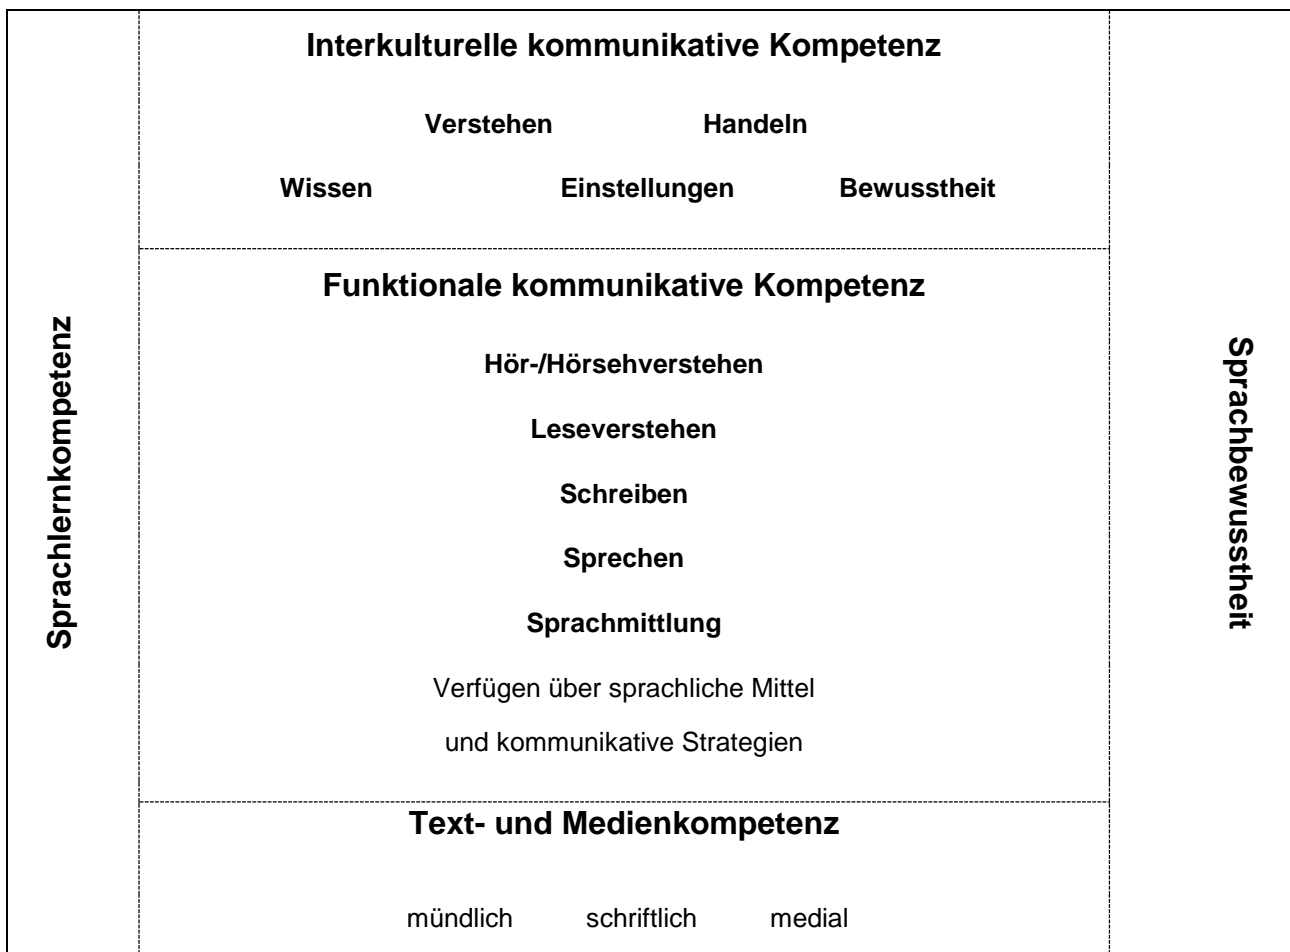 Interkulturelle kommunikative Kompetenz
Verstehen Handeln
Wissen Einstellungen Bewusstheit
Sprachlernkompetenz
Funktionale kommunikative Kompetenz
Hör-/Hörsehverstehen
Leseverstehen
Schreiben
Sprechen
Sprachmittlung
Verfügen über sprachliche Mittel
und kommunikative Strategien
Sprachbewusstheit
Text- und Medienkompetenz
mündlich schriftlich medial